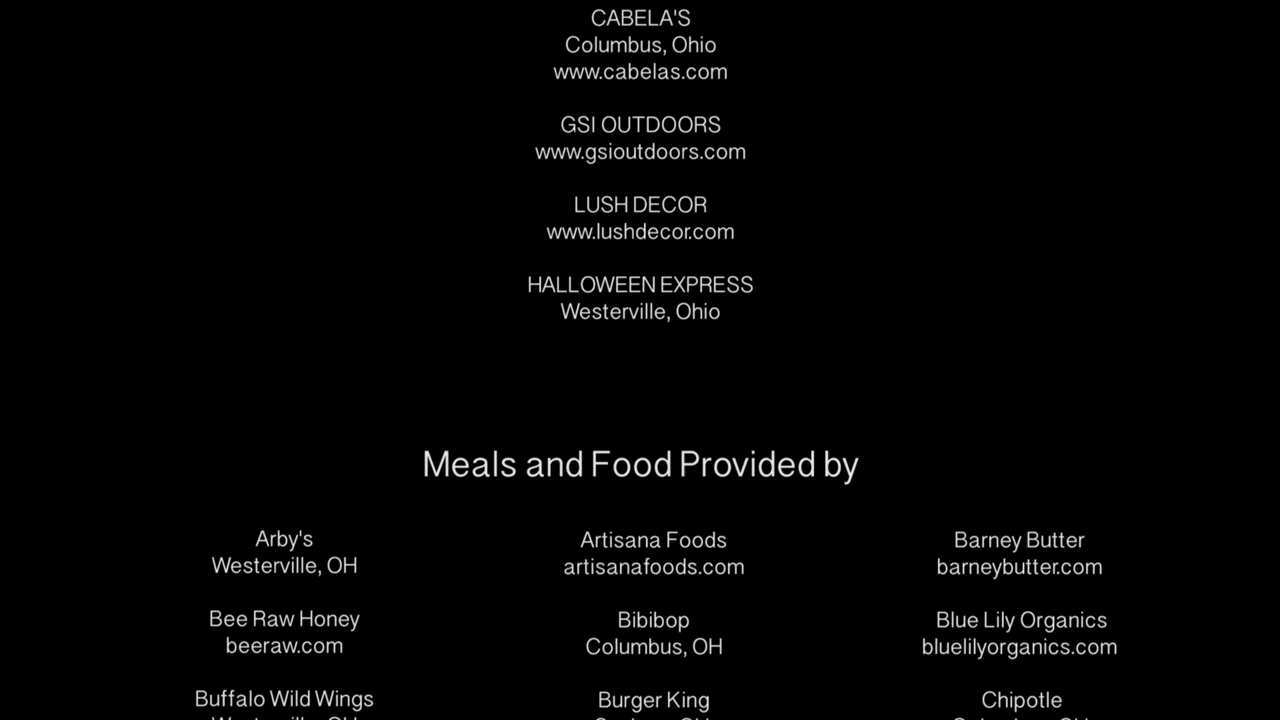 CABELA'S
Columbus, Ohio
www.cabelas.com
GSI OUTDOORS
www.gsioutdoors.com
LUSH DECOR
www.lushdecor.com
HALLOWEEN EXPRESS
Westerville, Ohio
Meals and Food Provided by
Arby's
Westerville, OH
Artisana Foods
artisanafoods.com
Barney Butter
barneybutter.com
Bee Raw Honey
beeraw.com
Bibibop
Columbus, OH
Blue Lily Organics
bluelilyorganics.com
Buffalo Wild Wings
Burger King
Chipotle